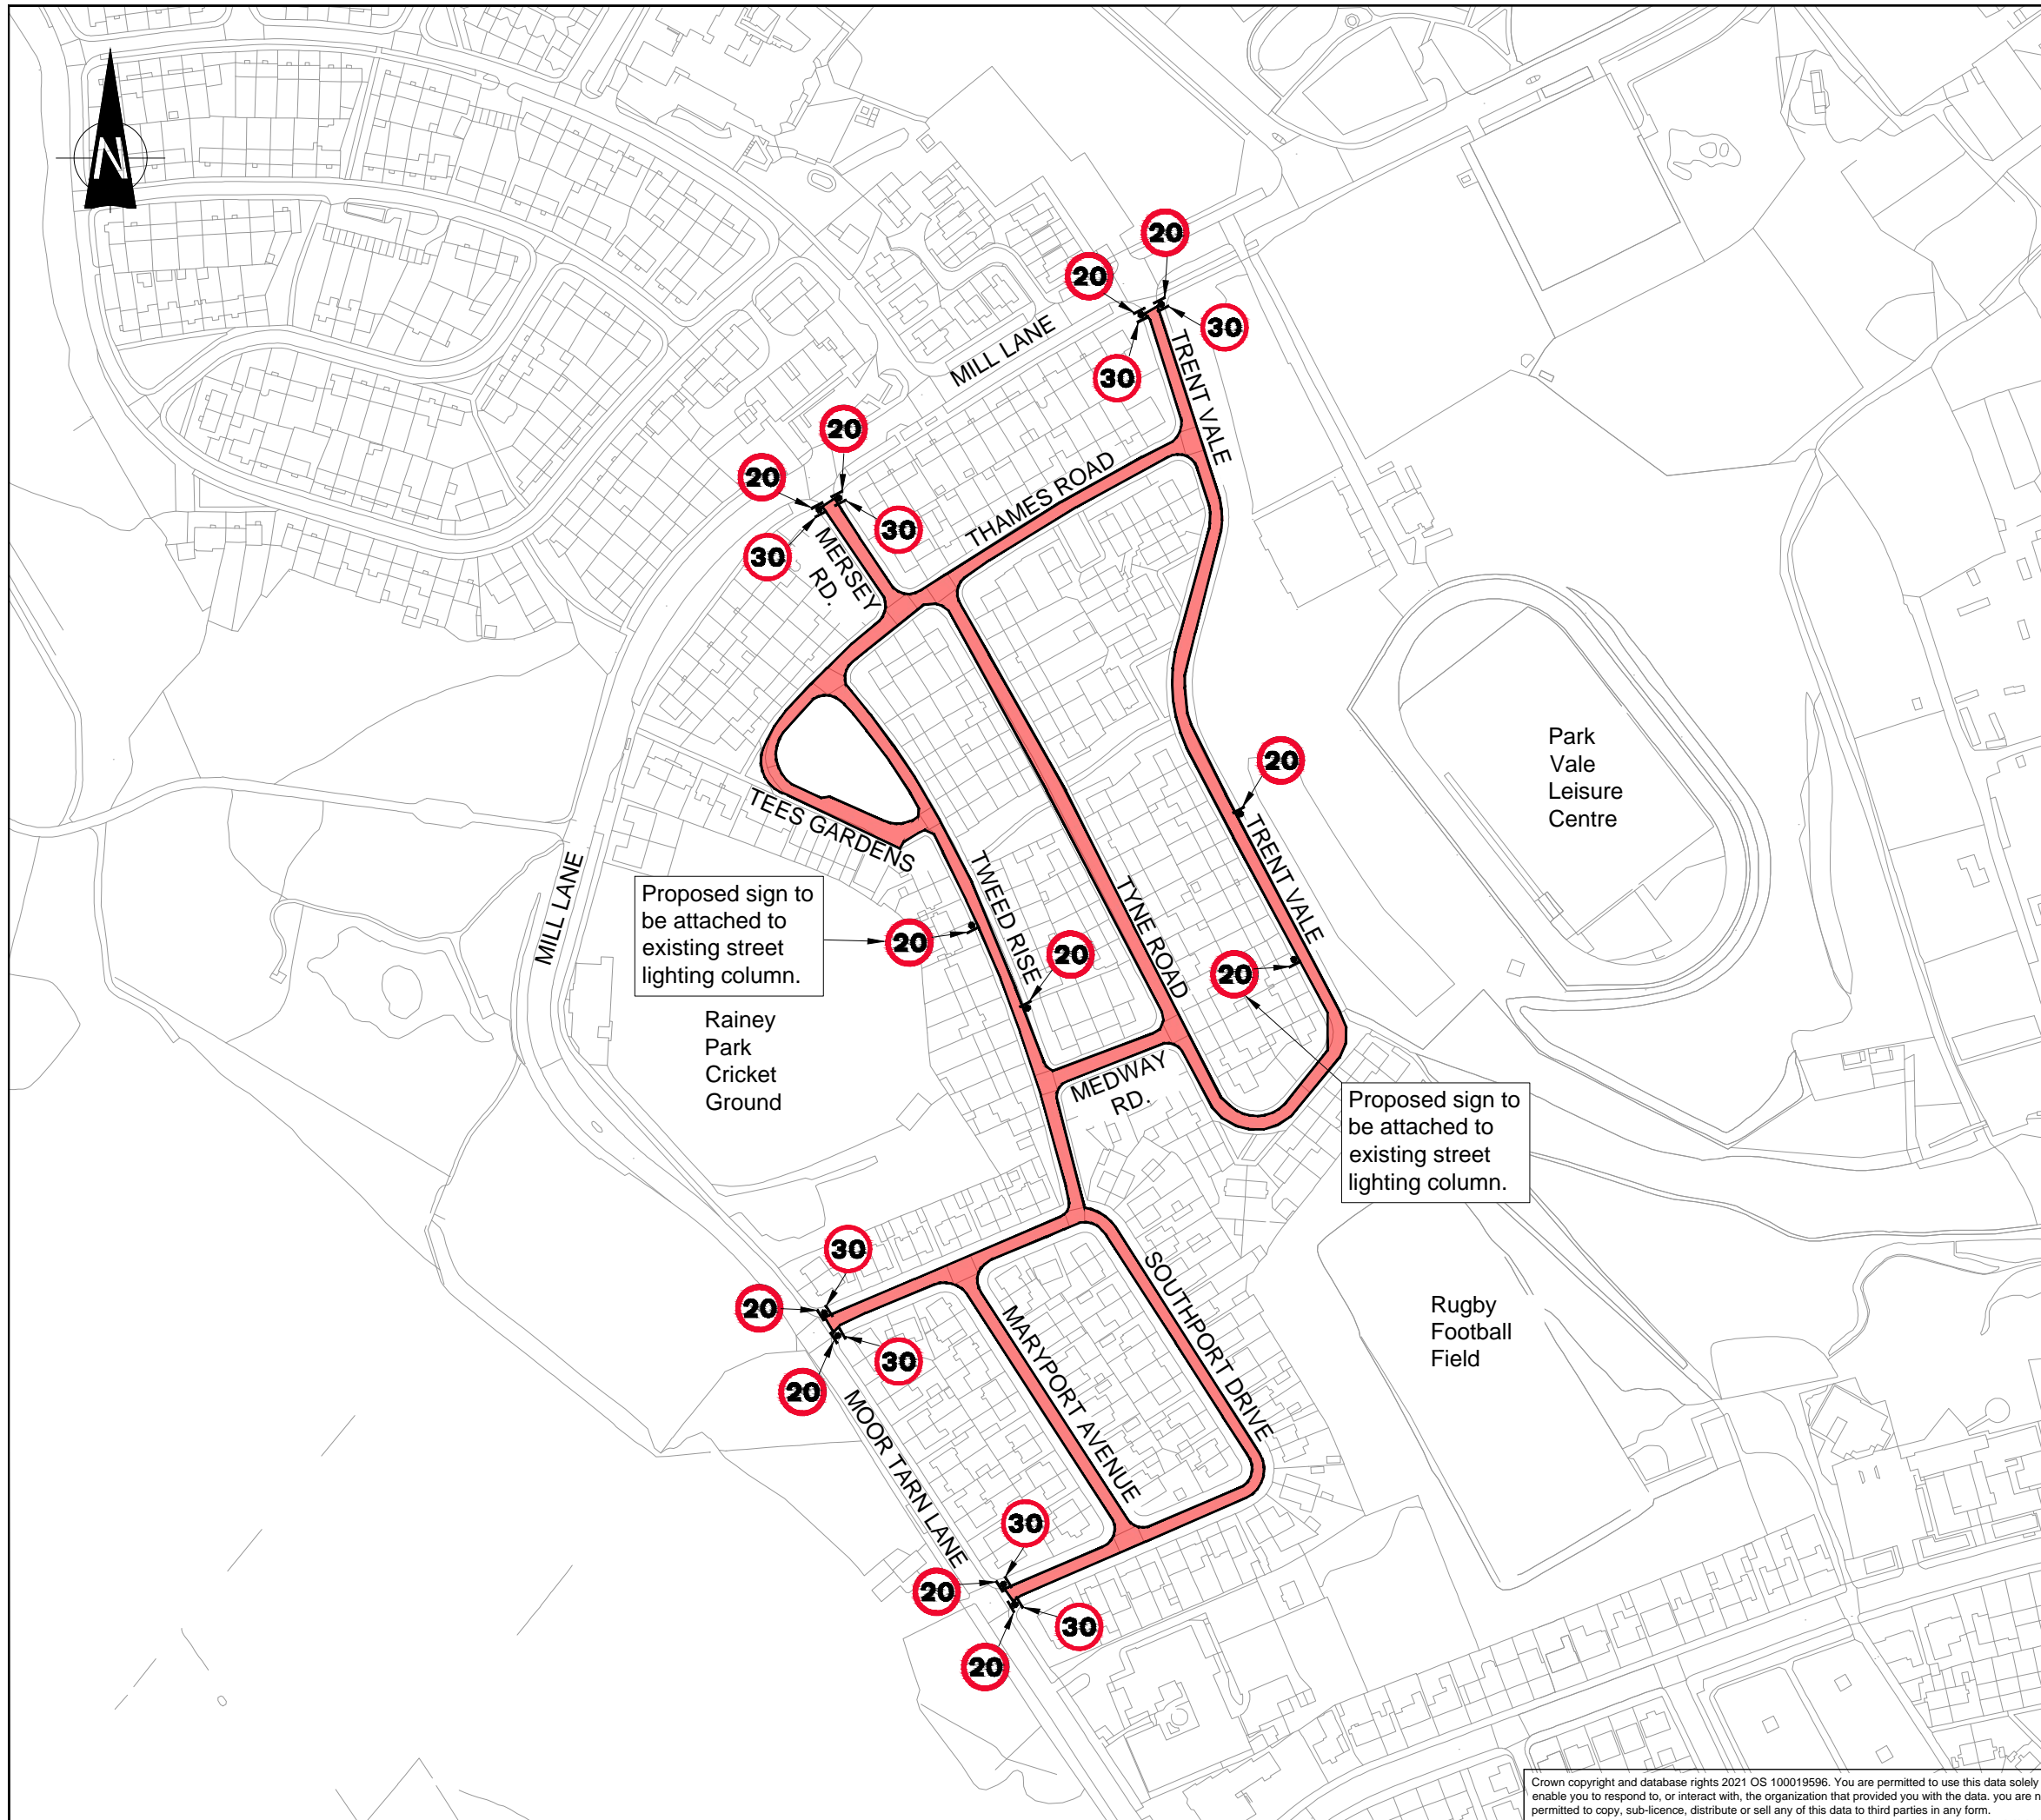 N
20
20
30
30
MILL LANE
TRENT VALE
20
20
30
30
MERSEY
RD.
THAMES ROAD
20
Park
Vale
Leisure
Centre
TEES GARDENS
TRENT VALE
MILL LANE
Proposed sign to
be attached to
existing street
lighting column.
20
TWEED RISE
20
TYNE ROAD
20
Rainey
Park
Cricket
Ground
MEDWAY
RD.
Proposed sign to
be attached to
existing street
lighting column.
30
20
30
20
SOUTHPORT DRIVE
MARYPORT AVENUE
Rugby
Football
Field
MOOR TARN LANE
30
20
30
20
Crown copyright and database rights 2021 OS 100019596. You are permitted to use this data solely
enable you to respond to, or interact with, the organization that provided you with the data. you are
permitted to copy, sub-licence, distribute or sell any of this data to third parties in any form.